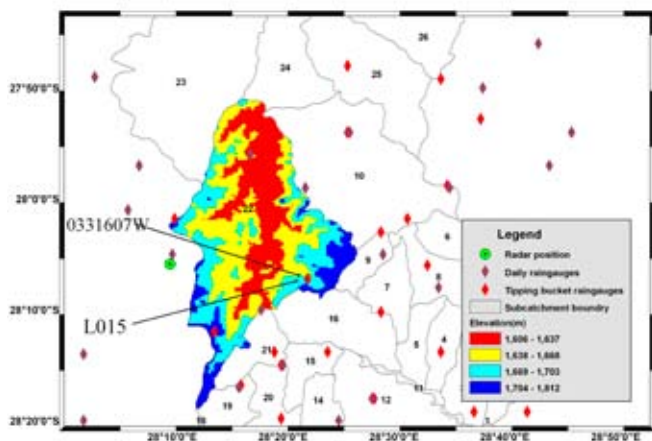 26
24
25
23
27°50'0"S
10
28°0'0"S
22
0331607W
6
9
8
7
28°10'0"S
L015
16
4
5
21
15
11
20
14
12
19
18
1
28°20'0"S
28°10'0"E
28°20'0"E
28°30'0"E
28°40'0"E
28°50'0"E
Legend
Radar position
Daily raingauges
Tipping bucket raingauges
Subcatchment boundry
Elevation(m)
1,606 - 1,637
1,638 - 1,668
1,669 - 1,703
1,704 - 1,812